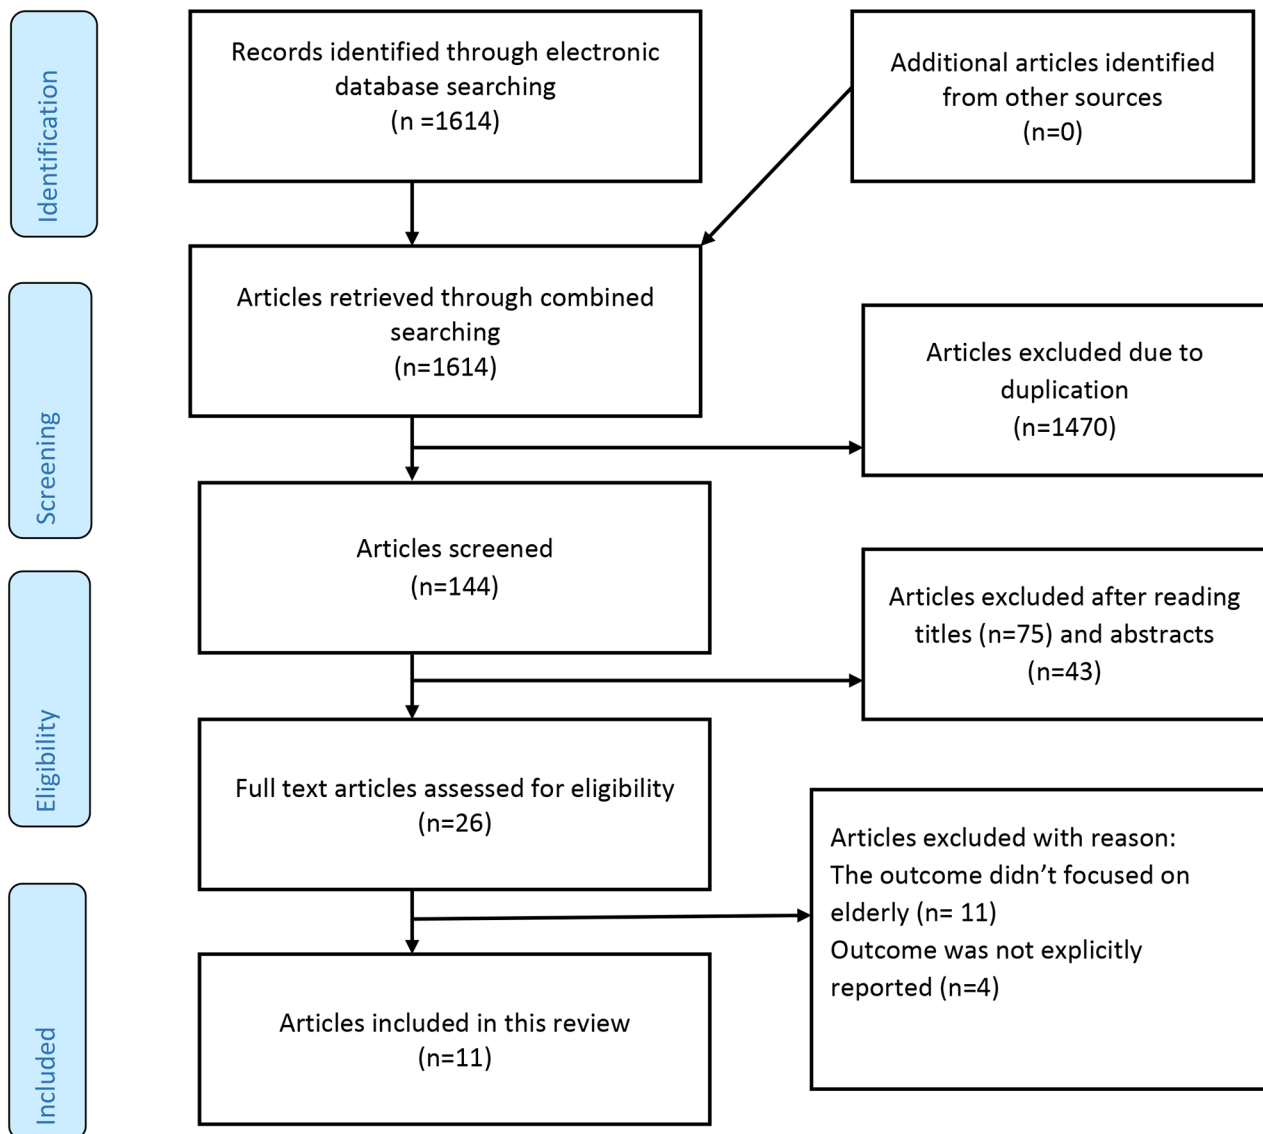 Identification
Records identified through electronic
database searching
(n =1614)
Additional articles identified
from other sources
(n=0)
Screening
Articles retrieved through combined
searching
(n=1614)
Articles excluded due to
duplication
(n=1470)
Articles screened
(n=144)
Eligibility
Articles excluded after reading
titles (n=75) and abstracts
(n=43)
Full text articles assessed for eligibility
(n=26)
Articles excluded with reason:
The outcome didn’t focused on
elderly (n= 11)
Outcome was not explicitly
reported (n=4)
Included
Articles included in this review
(n=11)